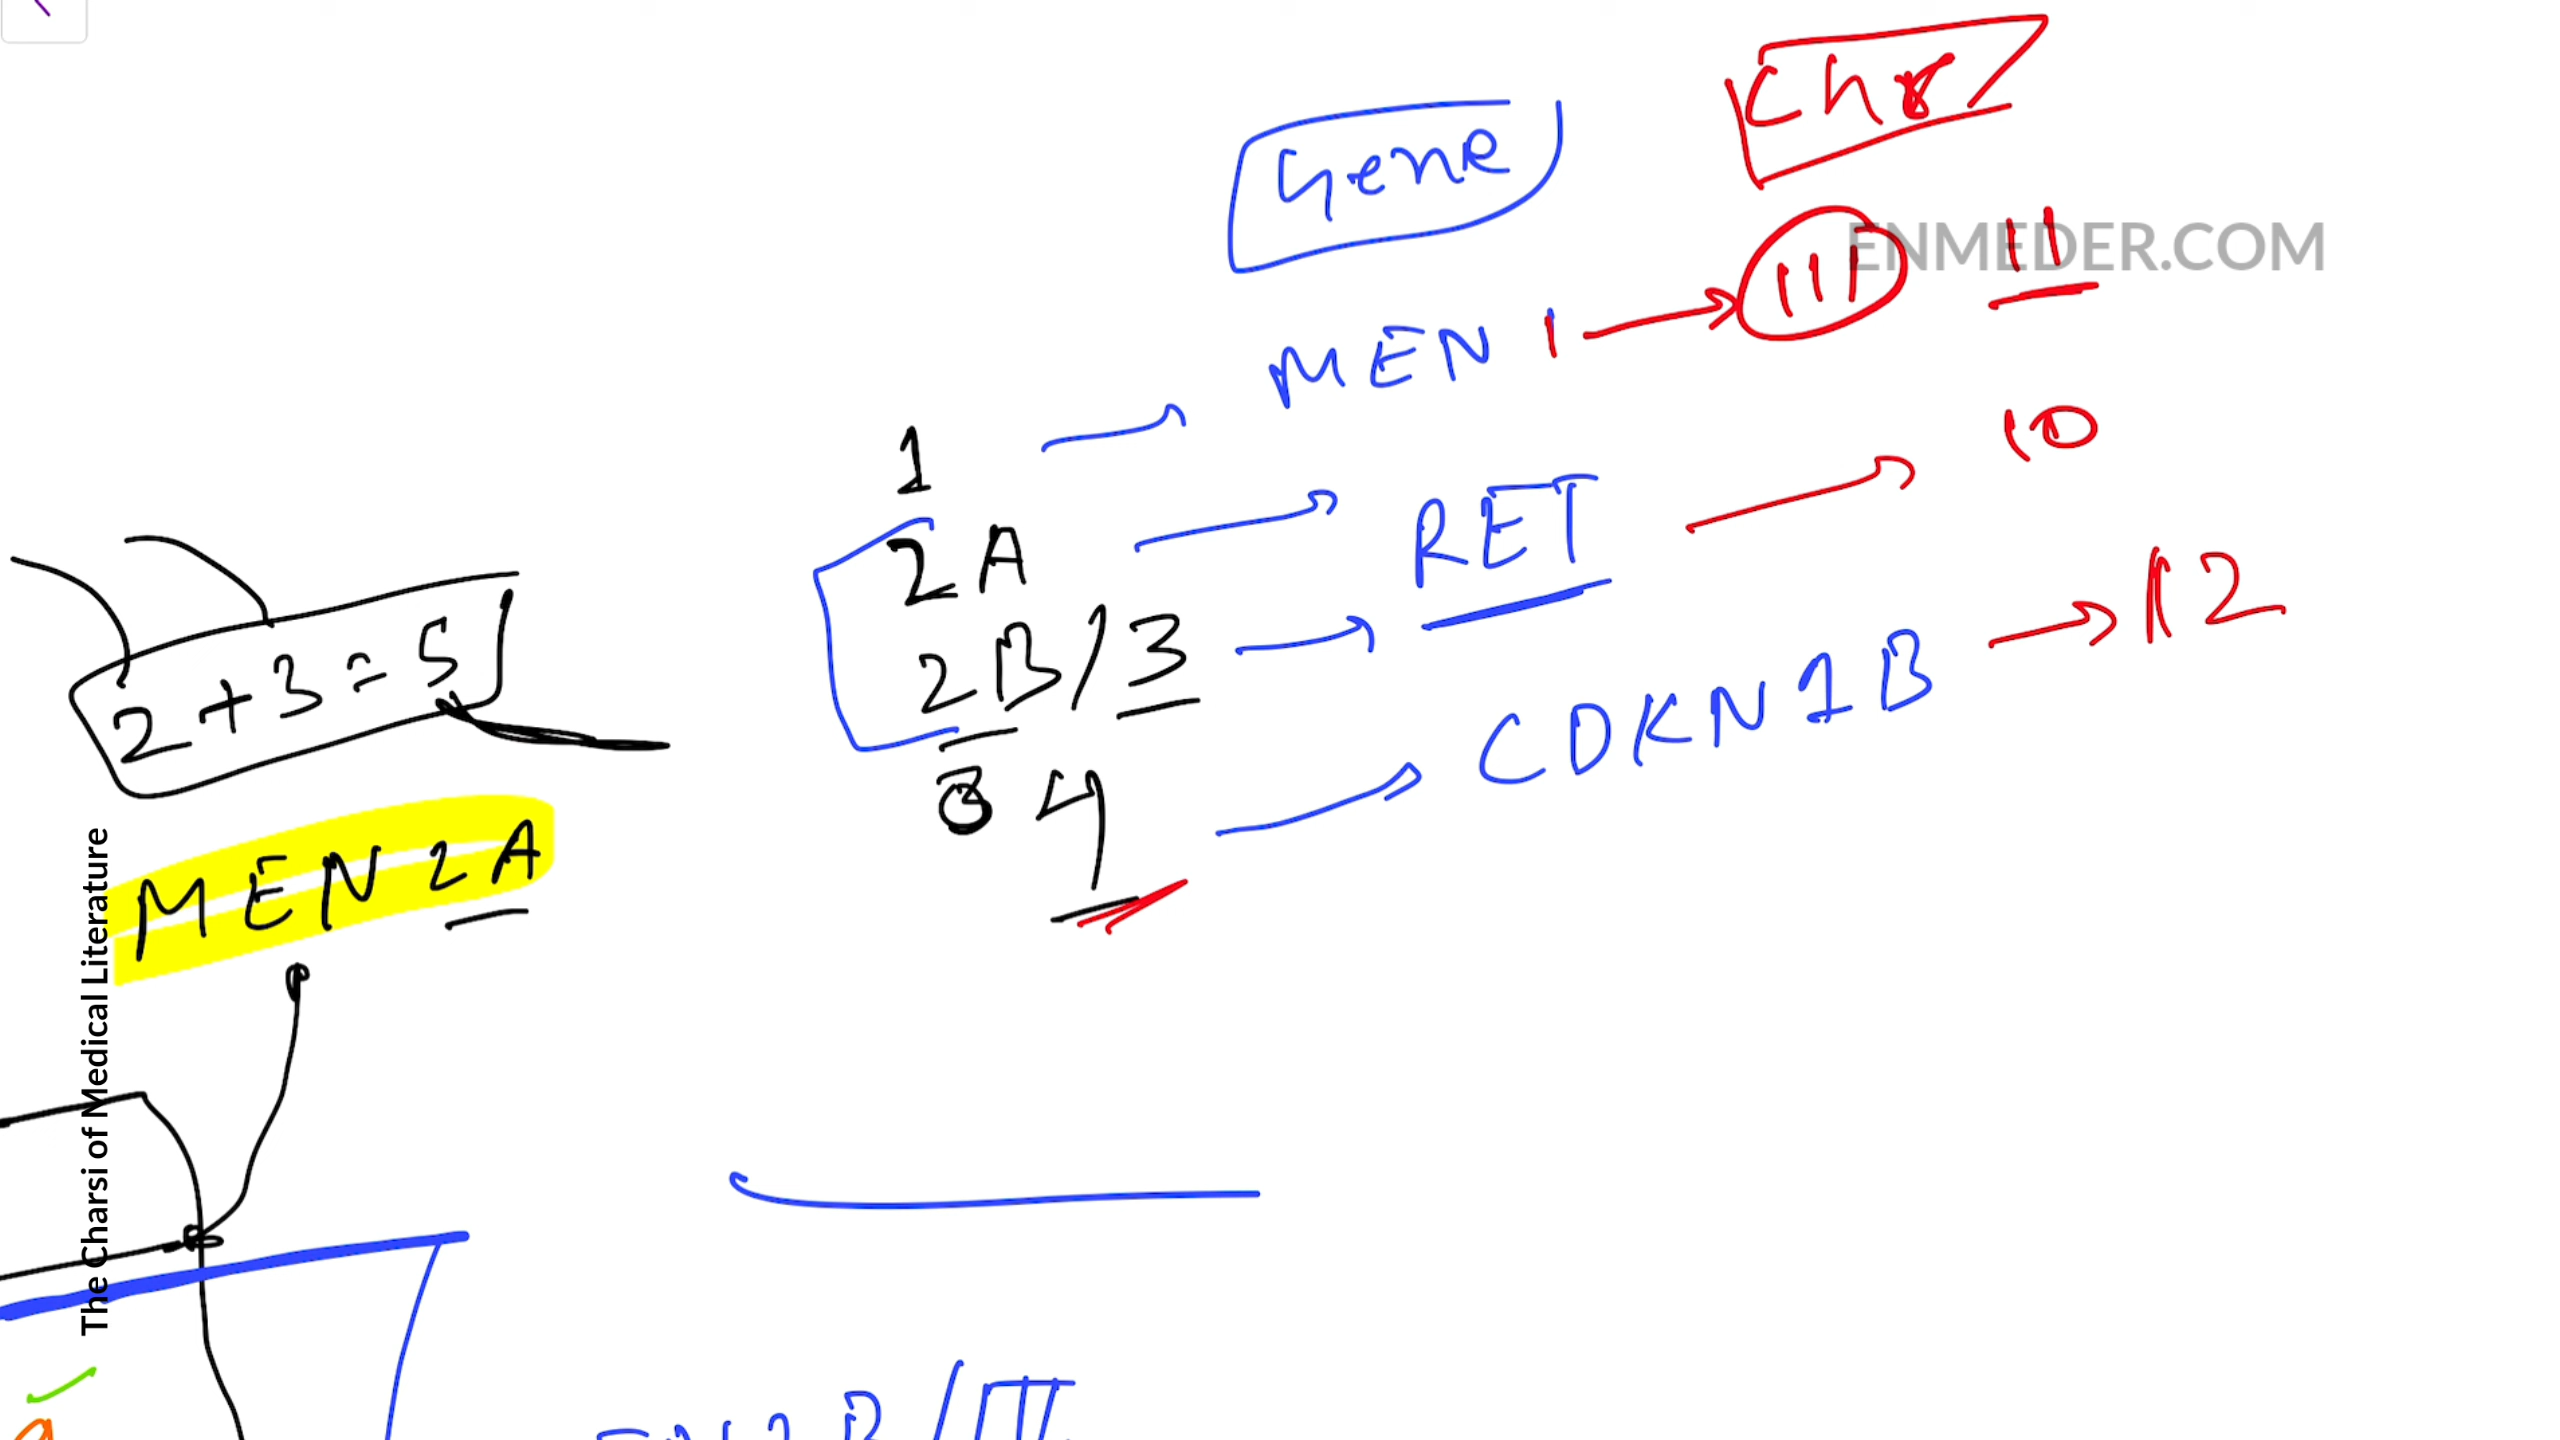 Gene
Chr
ENMEDER.COM
MEN 1 → 111 11
1 →
2A → RET → 10
2B/3 →
3 4 → CDKN1B → 12
2+3=5
MEN 2A
The Charsi of Medical Literature